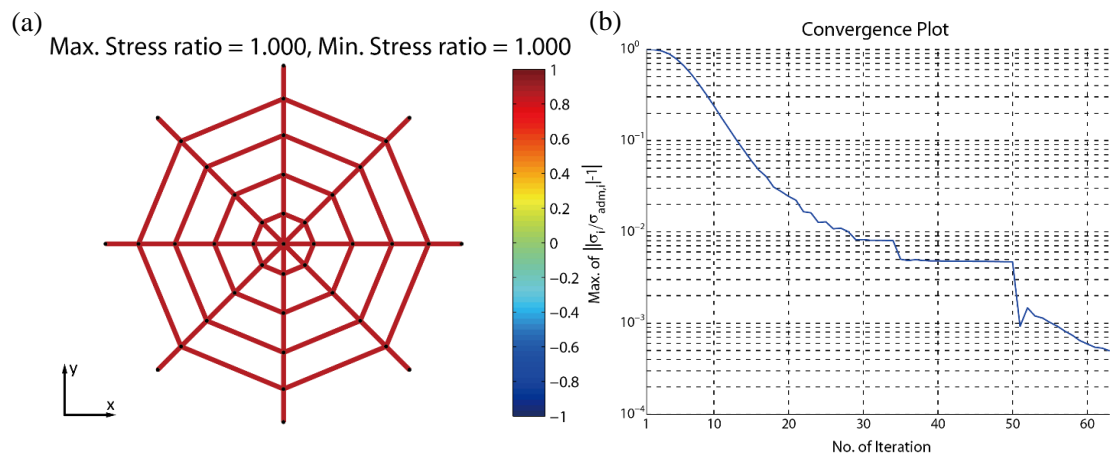 (a)
Max. Stress ratio = 1.000, Min. Stress ratio = 1.000
1
0.8
0.6
0.4
0.2
0
−0.2
−0.4
−0.6
−0.8
−1
y
x
(b)
Convergence Plot
Max. of ||σi/σadm,i|-1|
10^0
10^−1
10^−2
10^−3
10^−4
1 10 20 30 40 50 60
No. of Iteration